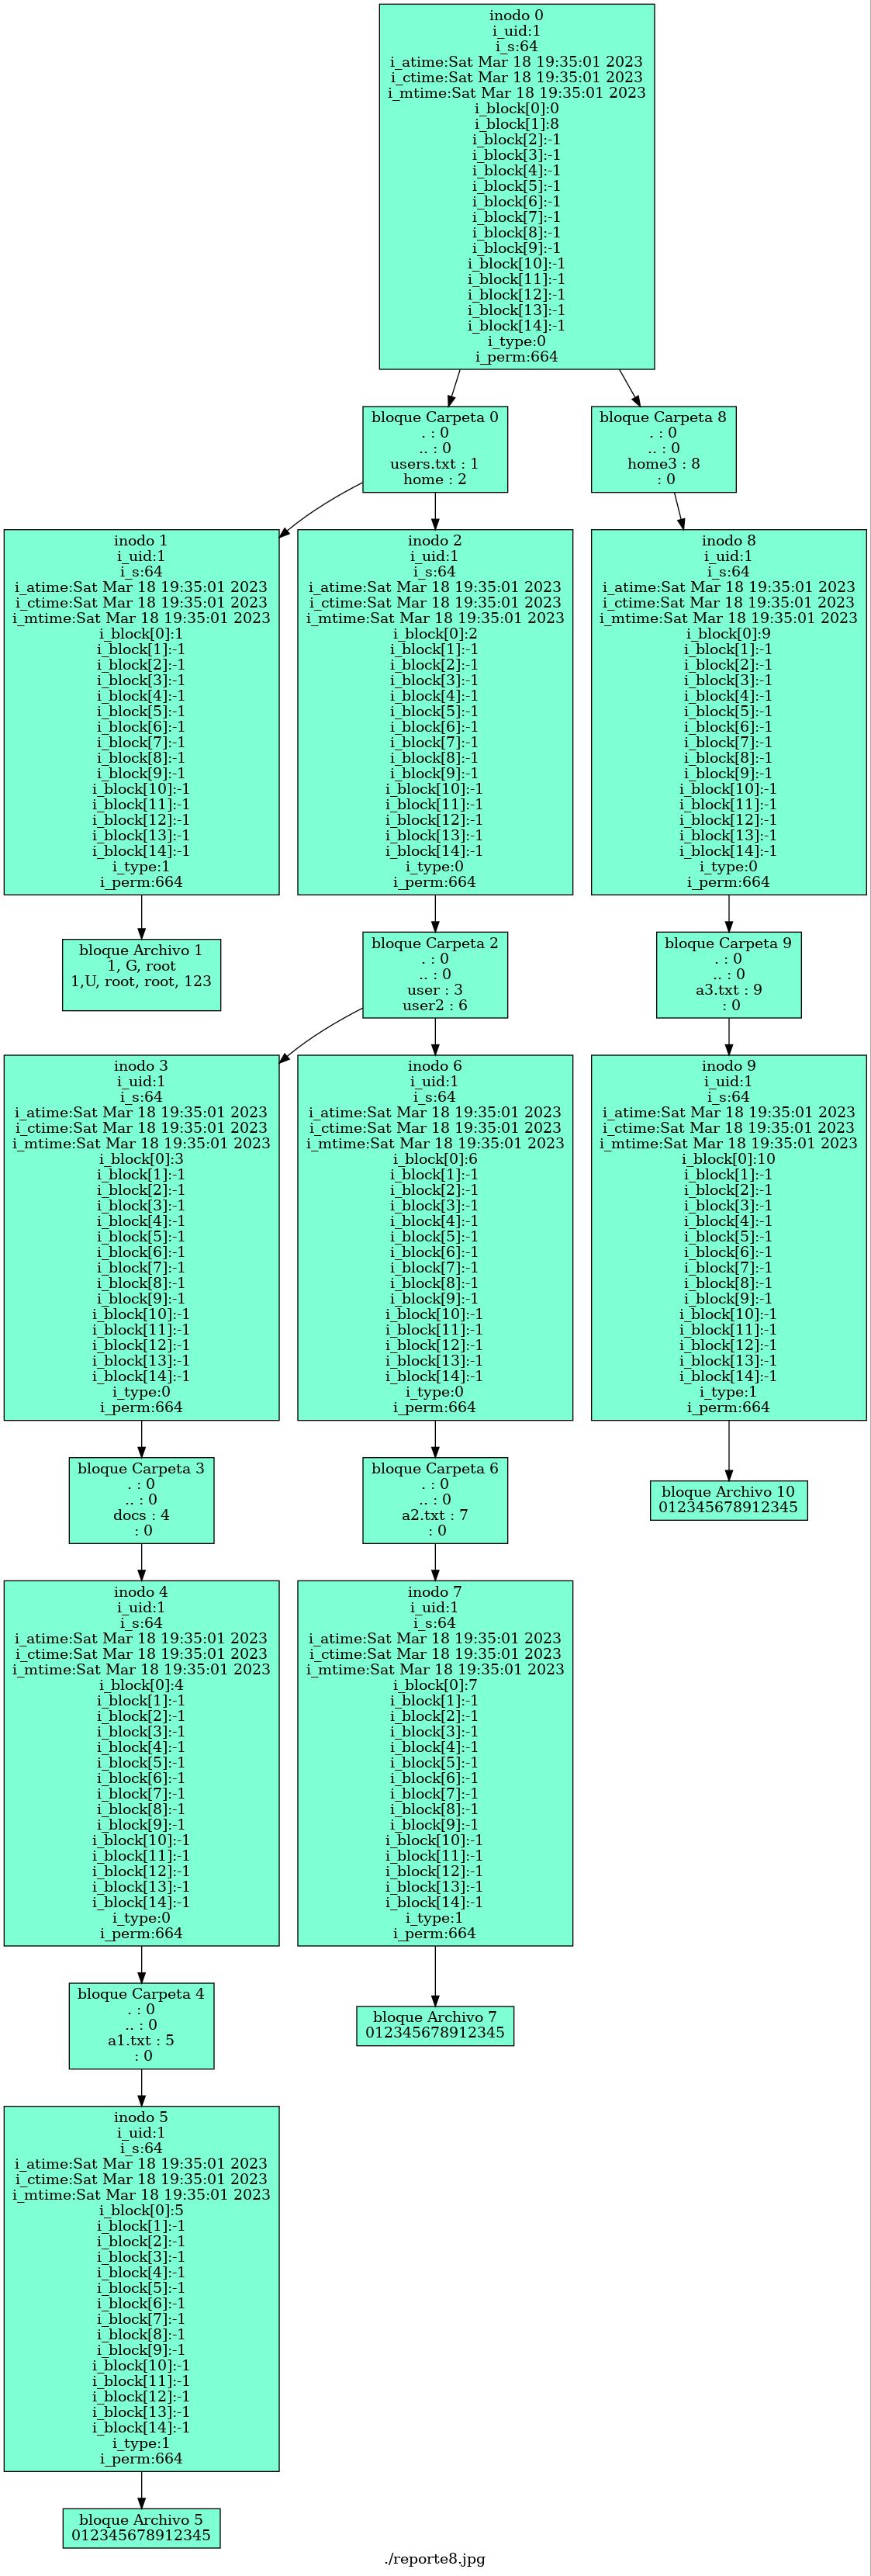 inodo 0
i_uid:1
i_s:64
i_atime:Sat Mar 18 19:35:01 2023
i_ctime:Sat Mar 18 19:35:01 2023
i_mtime:Sat Mar 18 19:35:01 2023
i_block[0]:0
i_block[1]:8
i_block[2]:-1
i_block[3]:-1
i_block[4]:-1
i_block[5]:-1
i_block[6]:-1
i_block[7]:-1
i_block[8]:-1
i_block[9]:-1
i_block[10]:-1
i_block[11]:-1
i_block[12]:-1
i_block[13]:-1
i_block[14]:-1
i_type:0
i_perm:664
bloque Carpeta 0
. : 0
.. : 0
users.txt : 1
home : 2
bloque Carpeta 8
. : 0
.. : 0
home3 : 8
: 0
inodo 1
i_uid:1
i_s:64
i_atime:Sat Mar 18 19:35:01 2023
i_ctime:Sat Mar 18 19:35:01 2023
i_mtime:Sat Mar 18 19:35:01 2023
i_block[0]:1
i_block[1]:-1
i_block[2]:-1
i_block[3]:-1
i_block[4]:-1
i_block[5]:-1
i_block[6]:-1
i_block[7]:-1
i_block[8]:-1
i_block[9]:-1
i_block[10]:-1
i_block[11]:-1
i_block[12]:-1
i_block[13]:-1
i_block[14]:-1
i_type:1
i_perm:664
inodo 2
i_uid:1
i_s:64
i_atime:Sat Mar 18 19:35:01 2023
i_ctime:Sat Mar 18 19:35:01 2023
i_mtime:Sat Mar 18 19:35:01 2023
i_block[0]:2
i_block[1]:-1
i_block[2]:-1
i_block[3]:-1
i_block[4]:-1
i_block[5]:-1
i_block[6]:-1
i_block[7]:-1
i_block[8]:-1
i_block[9]:-1
i_block[10]:-1
i_block[11]:-1
i_block[12]:-1
i_block[13]:-1
i_block[14]:-1
i_type:0
i_perm:664
inodo 8
i_uid:1
i_s:64
i_atime:Sat Mar 18 19:35:01 2023
i_ctime:Sat Mar 18 19:35:01 2023
i_mtime:Sat Mar 18 19:35:01 2023
i_block[0]:9
i_block[1]:-1
i_block[2]:-1
i_block[3]:-1
i_block[4]:-1
i_block[5]:-1
i_block[6]:-1
i_block[7]:-1
i_block[8]:-1
i_block[9]:-1
i_block[10]:-1
i_block[11]:-1
i_block[12]:-1
i_block[13]:-1
i_block[14]:-1
i_type:0
i_perm:664
bloque Archivo 1
1, G, root
1,U, root, root, 123
bloque Carpeta 2
. : 0
.. : 0
user : 3
user2 : 6
bloque Carpeta 9
. : 0
.. : 0
a3.txt : 9
: 0
inodo 3
i_uid:1
i_s:64
i_atime:Sat Mar 18 19:35:01 2023
i_ctime:Sat Mar 18 19:35:01 2023
i_mtime:Sat Mar 18 19:35:01 2023
i_block[0]:3
i_block[1]:-1
i_block[2]:-1
i_block[3]:-1
i_block[4]:-1
i_block[5]:-1
i_block[6]:-1
i_block[7]:-1
i_block[8]:-1
i_block[9]:-1
i_block[10]:-1
i_block[11]:-1
i_block[12]:-1
i_block[13]:-1
i_block[14]:-1
i_type:0
i_perm:664
inodo 6
i_uid:1
i_s:64
i_atime:Sat Mar 18 19:35:01 2023
i_ctime:Sat Mar 18 19:35:01 2023
i_mtime:Sat Mar 18 19:35:01 2023
i_block[0]:6
i_block[1]:-1
i_block[2]:-1
i_block[3]:-1
i_block[4]:-1
i_block[5]:-1
i_block[6]:-1
i_block[7]:-1
i_block[8]:-1
i_block[9]:-1
i_block[10]:-1
i_block[11]:-1
i_block[12]:-1
i_block[13]:-1
i_block[14]:-1
i_type:0
i_perm:664
inodo 9
i_uid:1
i_s:64
i_atime:Sat Mar 18 19:35:01 2023
i_ctime:Sat Mar 18 19:35:01 2023
i_mtime:Sat Mar 18 19:35:01 2023
i_block[0]:10
i_block[1]:-1
i_block[2]:-1
i_block[3]:-1
i_block[4]:-1
i_block[5]:-1
i_block[6]:-1
i_block[7]:-1
i_block[8]:-1
i_block[9]:-1
i_block[10]:-1
i_block[11]:-1
i_block[12]:-1
i_block[13]:-1
i_block[14]:-1
i_type:1
i_perm:664
bloque Carpeta 3
. : 0
.. : 0
docs : 4
: 0
bloque Carpeta 6
. : 0
.. : 0
a2.txt : 7
: 0
bloque Archivo 10
012345678912345
inodo 4
i_uid:1
i_s:64
i_atime:Sat Mar 18 19:35:01 2023
i_ctime:Sat Mar 18 19:35:01 2023
i_mtime:Sat Mar 18 19:35:01 2023
i_block[0]:4
i_block[1]:-1
i_block[2]:-1
i_block[3]:-1
i_block[4]:-1
i_block[5]:-1
i_block[6]:-1
i_block[7]:-1
i_block[8]:-1
i_block[9]:-1
i_block[10]:-1
i_block[11]:-1
i_block[12]:-1
i_block[13]:-1
i_block[14]:-1
i_type:0
i_perm:664
inodo 7
i_uid:1
i_s:64
i_atime:Sat Mar 18 19:35:01 2023
i_ctime:Sat Mar 18 19:35:01 2023
i_mtime:Sat Mar 18 19:35:01 2023
i_block[0]:7
i_block[1]:-1
i_block[2]:-1
i_block[3]:-1
i_block[4]:-1
i_block[5]:-1
i_block[6]:-1
i_block[7]:-1
i_block[8]:-1
i_block[9]:-1
i_block[10]:-1
i_block[11]:-1
i_block[12]:-1
i_block[13]:-1
i_block[14]:-1
i_type:1
i_perm:664
bloque Carpeta 4
. : 0
.. : 0
a1.txt : 5
: 0
bloque Archivo 7
012345678912345
inodo 5
i_uid:1
i_s:64
i_atime:Sat Mar 18 19:35:01 2023
i_ctime:Sat Mar 18 19:35:01 2023
i_mtime:Sat Mar 18 19:35:01 2023
i_block[0]:5
i_block[1]:-1
i_block[2]:-1
i_block[3]:-1
i_block[4]:-1
i_block[5]:-1
i_block[6]:-1
i_block[7]:-1
i_block[8]:-1
i_block[9]:-1
i_block[10]:-1
i_block[11]:-1
i_block[12]:-1
i_block[13]:-1
i_block[14]:-1
i_type:1
i_perm:664
bloque Archivo 5
012345678912345
./reporte8.jpg